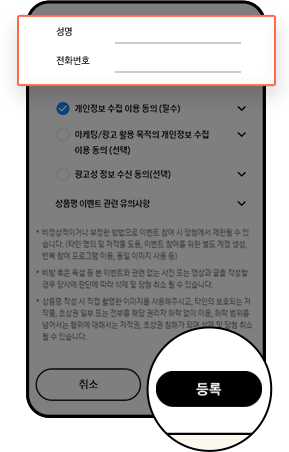 성명
전화번호
개인정보 수집 이용 동의 (필수)
마케팅/광고 활용 목적의 개인정보 수집
이용 동의 (선택)
광고성 정보 수신 동의(선택)
상품평 이벤트 관련 유의사항
* 비정상적이거나 부정한 방법으로 이벤트 참여 시 당첨에서 제환될 수 있
습니다. (타인 명의 및 저작물 도용, 이벤트 참여를 위한 별도 계정 생성,
반복 참여 프로그램 이용, 동일 이미지 사용 등)
* 비방 혹은 욕설 등 본 이벤트와 관련 없는 사진 또는 영상과 글을 작성할
경우 당사에 판단에 따라 삭제 및 당첨 취소 될 수 있습니다.
* 상품평 작성 시 직접 촬영한 이미지를 사용해주시고, 타인의 보호되는 저
작물, 초상권 일부 또는 전부를 해당 권리자 허락 없이 이용, 허락 범위를
넘어서는 행위에 대해서는 저작권, 초상권 침해가 되며 삭제 및 당첨 취소
될 수 있습니다.
취소
등록